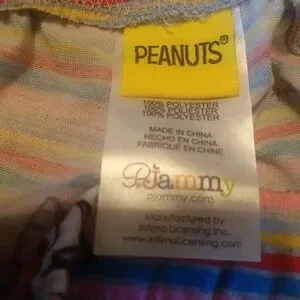 PEANUTS®
100% POLYESTER
100% POLIESTER
100% POLYESTER
MADE IN CHINA
HECHO EN CHINA
FABRIQUÉ EN CHINE
PJammy
pjammy.com
Manufactured by
Intimo Licensing, Inc.
www.IntimoLicensing.com